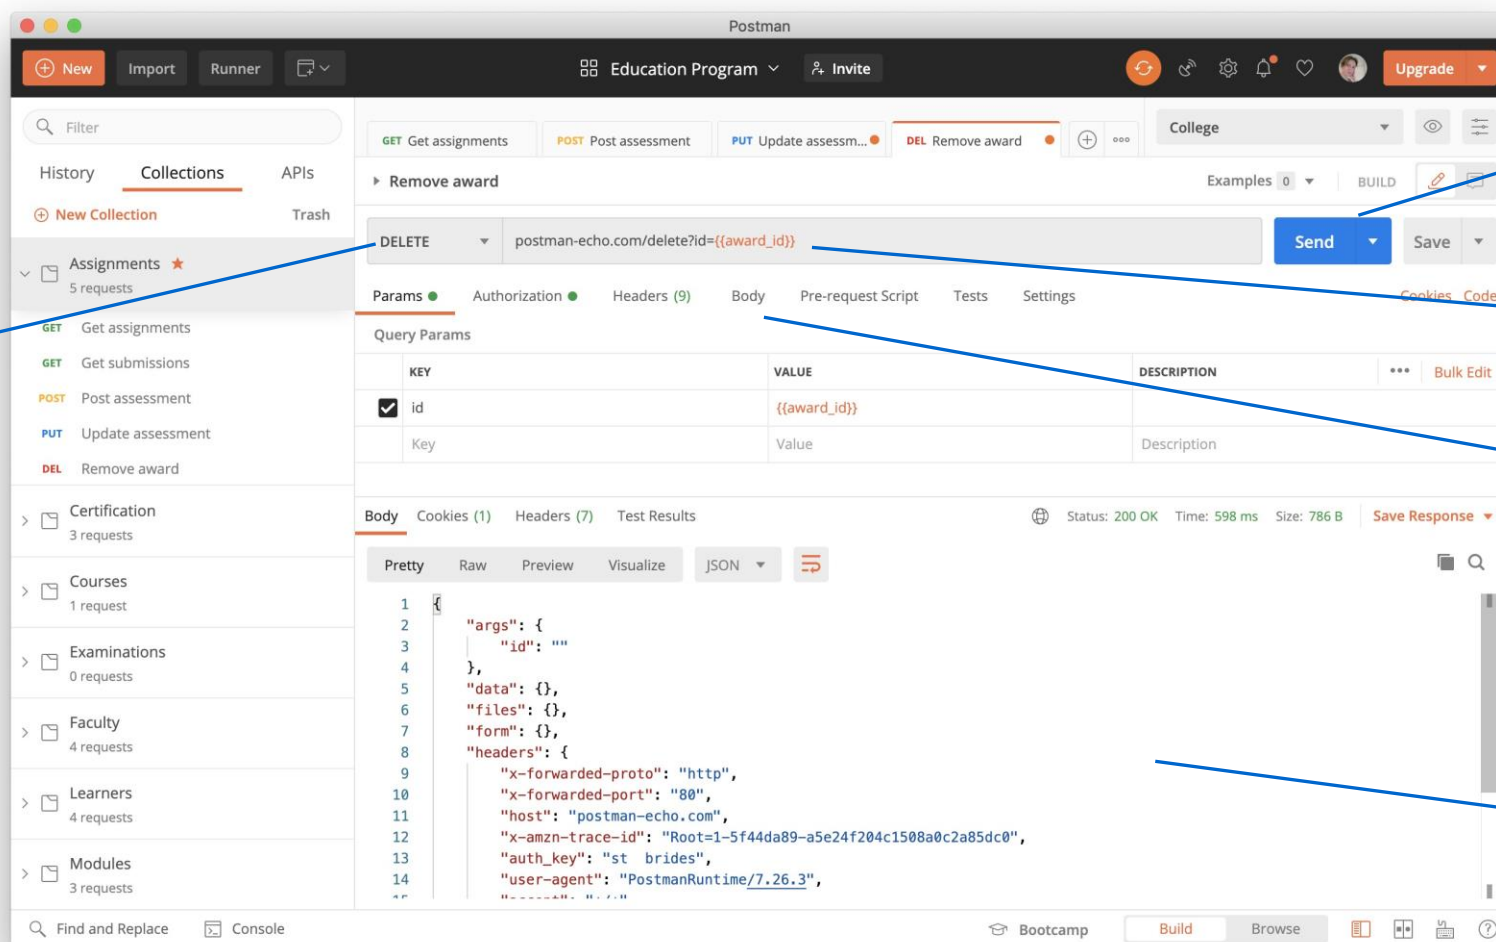 Postman
New Import Runner Education Program Invite Upgrade
Filter
History Collections APIs
New Collection Trash
Assignments
5 requests
GET Get assignments
GET Get submissions
POST Post assessment
PUT Update assessment
DEL Remove award
Certification
3 requests
Courses
1 request
Examinations
0 requests
Faculty
4 requests
Learners
4 requests
Modules
3 requests
GET Get assignments POST Post assessment PUT Update assessm... DEL Remove award College
Remove award Examples 0 BUILD
DELETE postman-echo.com/delete?id={{award_id}} Send Save
Params Authorization Headers (9) Body Pre-request Script Tests Settings Cookies Code
Query Params
KEY VALUE DESCRIPTION Bulk Edit
id {{award_id}}
Key Value Description
Body Cookies (1) Headers (7) Test Results Status: 200 OK Time: 598 ms Size: 786 B Save Response
Pretty Raw Preview Visualize JSON
1 {
2 "args": {
3 "id": ""
4 },
5 "data": {},
6 "files": {},
7 "form": {},
8 "headers": {
9 "x-forwarded-proto": "http",
10 "x-forwarded-port": "80",
11 "host": "postman-echo.com",
12 "x-amzn-trace-id": "Root=1-5f44da89-a5e24f204c1508a0c2a85dc0",
13 "auth_key": "st brides",
14 "user-agent": "PostmanRuntime/7.26.3",
Find and Replace Console Bootcamp Build Browse